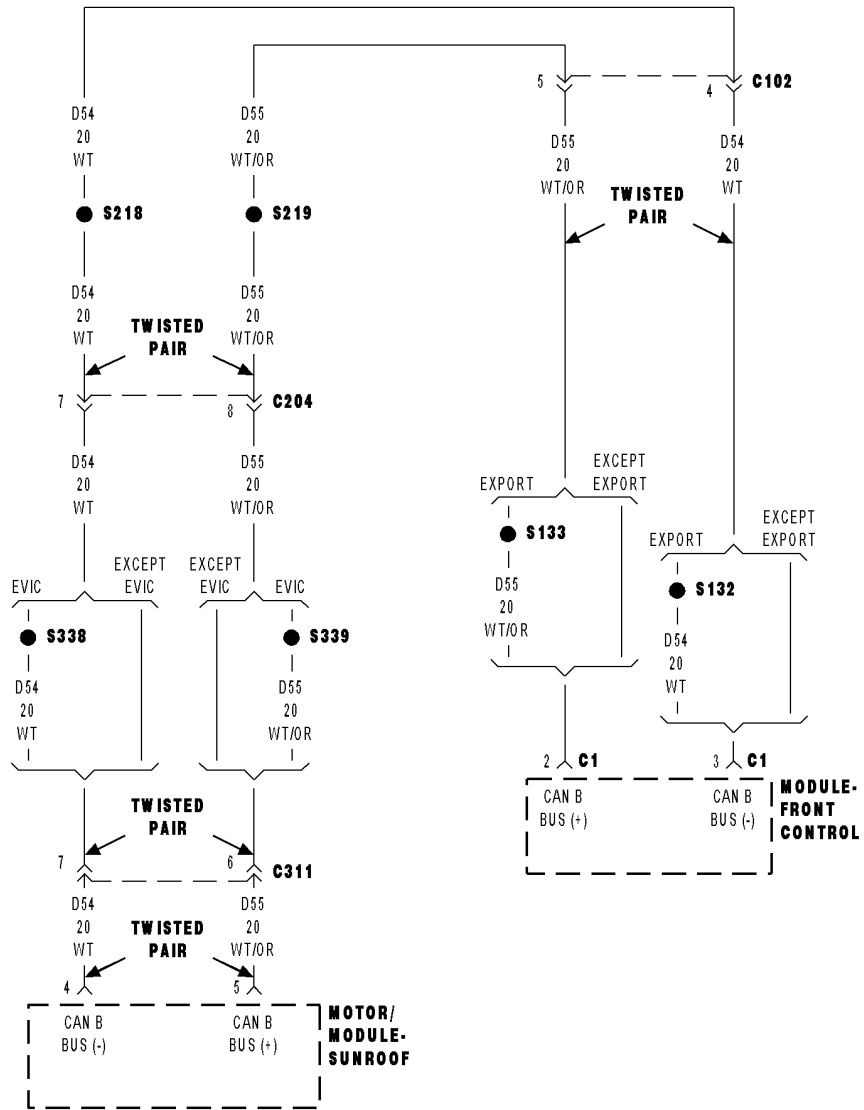 5
4
C102
D54
20
WT
D55
20
WT/OR
D55
20
WT/OR
D54
20
WT
TWISTED
PAIR
S218
S219
D54
20
WT
D55
20
WT/OR
TWISTED
PAIR
7
8
C204
D54
20
WT
D55
20
WT/OR
EXPORT
EXCEPT
EXPORT
S133
D55
20
WT/OR
EXPORT
EXCEPT
EXPORT
S132
D54
20
WT
EVIC
EXCEPT
EVIC
EXCEPT
EVIC
EVIC
S338
S339
D54
20
WT
D55
20
WT/OR
2
C1
3
C1
CAN B
BUS (+)
CAN B
BUS (-)
MODULE-
FRONT
CONTROL
TWISTED
PAIR
7
6
C311
D54
20
WT
D55
20
WT/OR
TWISTED
PAIR
4
5
CAN B
BUS (-)
CAN B
BUS (+)
MOTOR/
MODULE-
SUNROOF